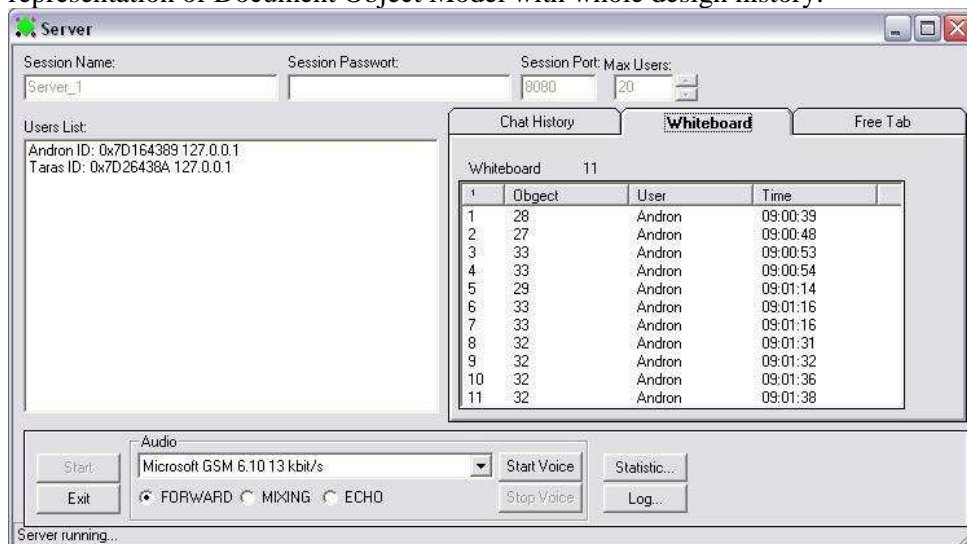 representation of Document Object Model with whole design history.
Server
Session Name: Session Passwort: Session Port: Max Users:
Server_1 8080 20
Users List:
Andron ID: 0x7D164389 127.0.0.1
Taras ID: 0x7D26438A 127.0.0.1
Chat History Whiteboard Free Tab
Whiteboard 11
¹ Obgect User Time
1 28 Andron 09:00:39
2 27 Andron 09:00:48
3 33 Andron 09:00:53
4 33 Andron 09:00:54
5 29 Andron 09:01:14
6 33 Andron 09:01:16
7 33 Andron 09:01:16
8 32 Andron 09:01:31
9 32 Andron 09:01:32
10 32 Andron 09:01:36
11 32 Andron 09:01:38
Audio
Start Microsoft GSM 6.10 13 kbit/s Start Voice Statistic...
Exit FORWARD MIXING ECHO Stop Voice Log...
Server running...